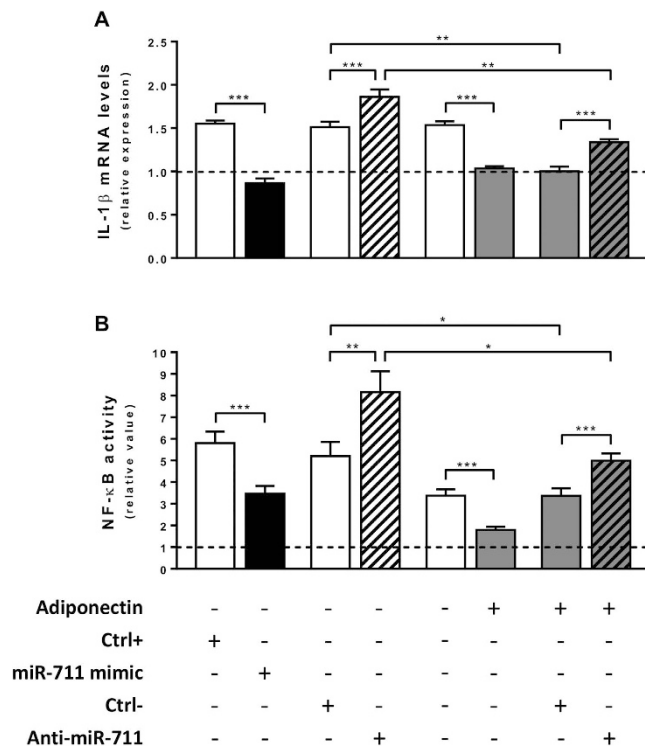 A
**
2.5
***
**
2.0
***
***
***
1.5
1.0
0.5
0.0
IL-1β mRNA levels
(relative expression)
B
*
10
**
*
9
8
***
7
***
6
***
5
4
3
2
1
0
NF-κB activity
(relative value)
Adiponectin - - - - - + + +
Ctrl+ + - - - - - - -
miR-711 mimic - + - - - - - -
Ctrl- - - + - - - + -
Anti-miR-711 - - - + - - - +